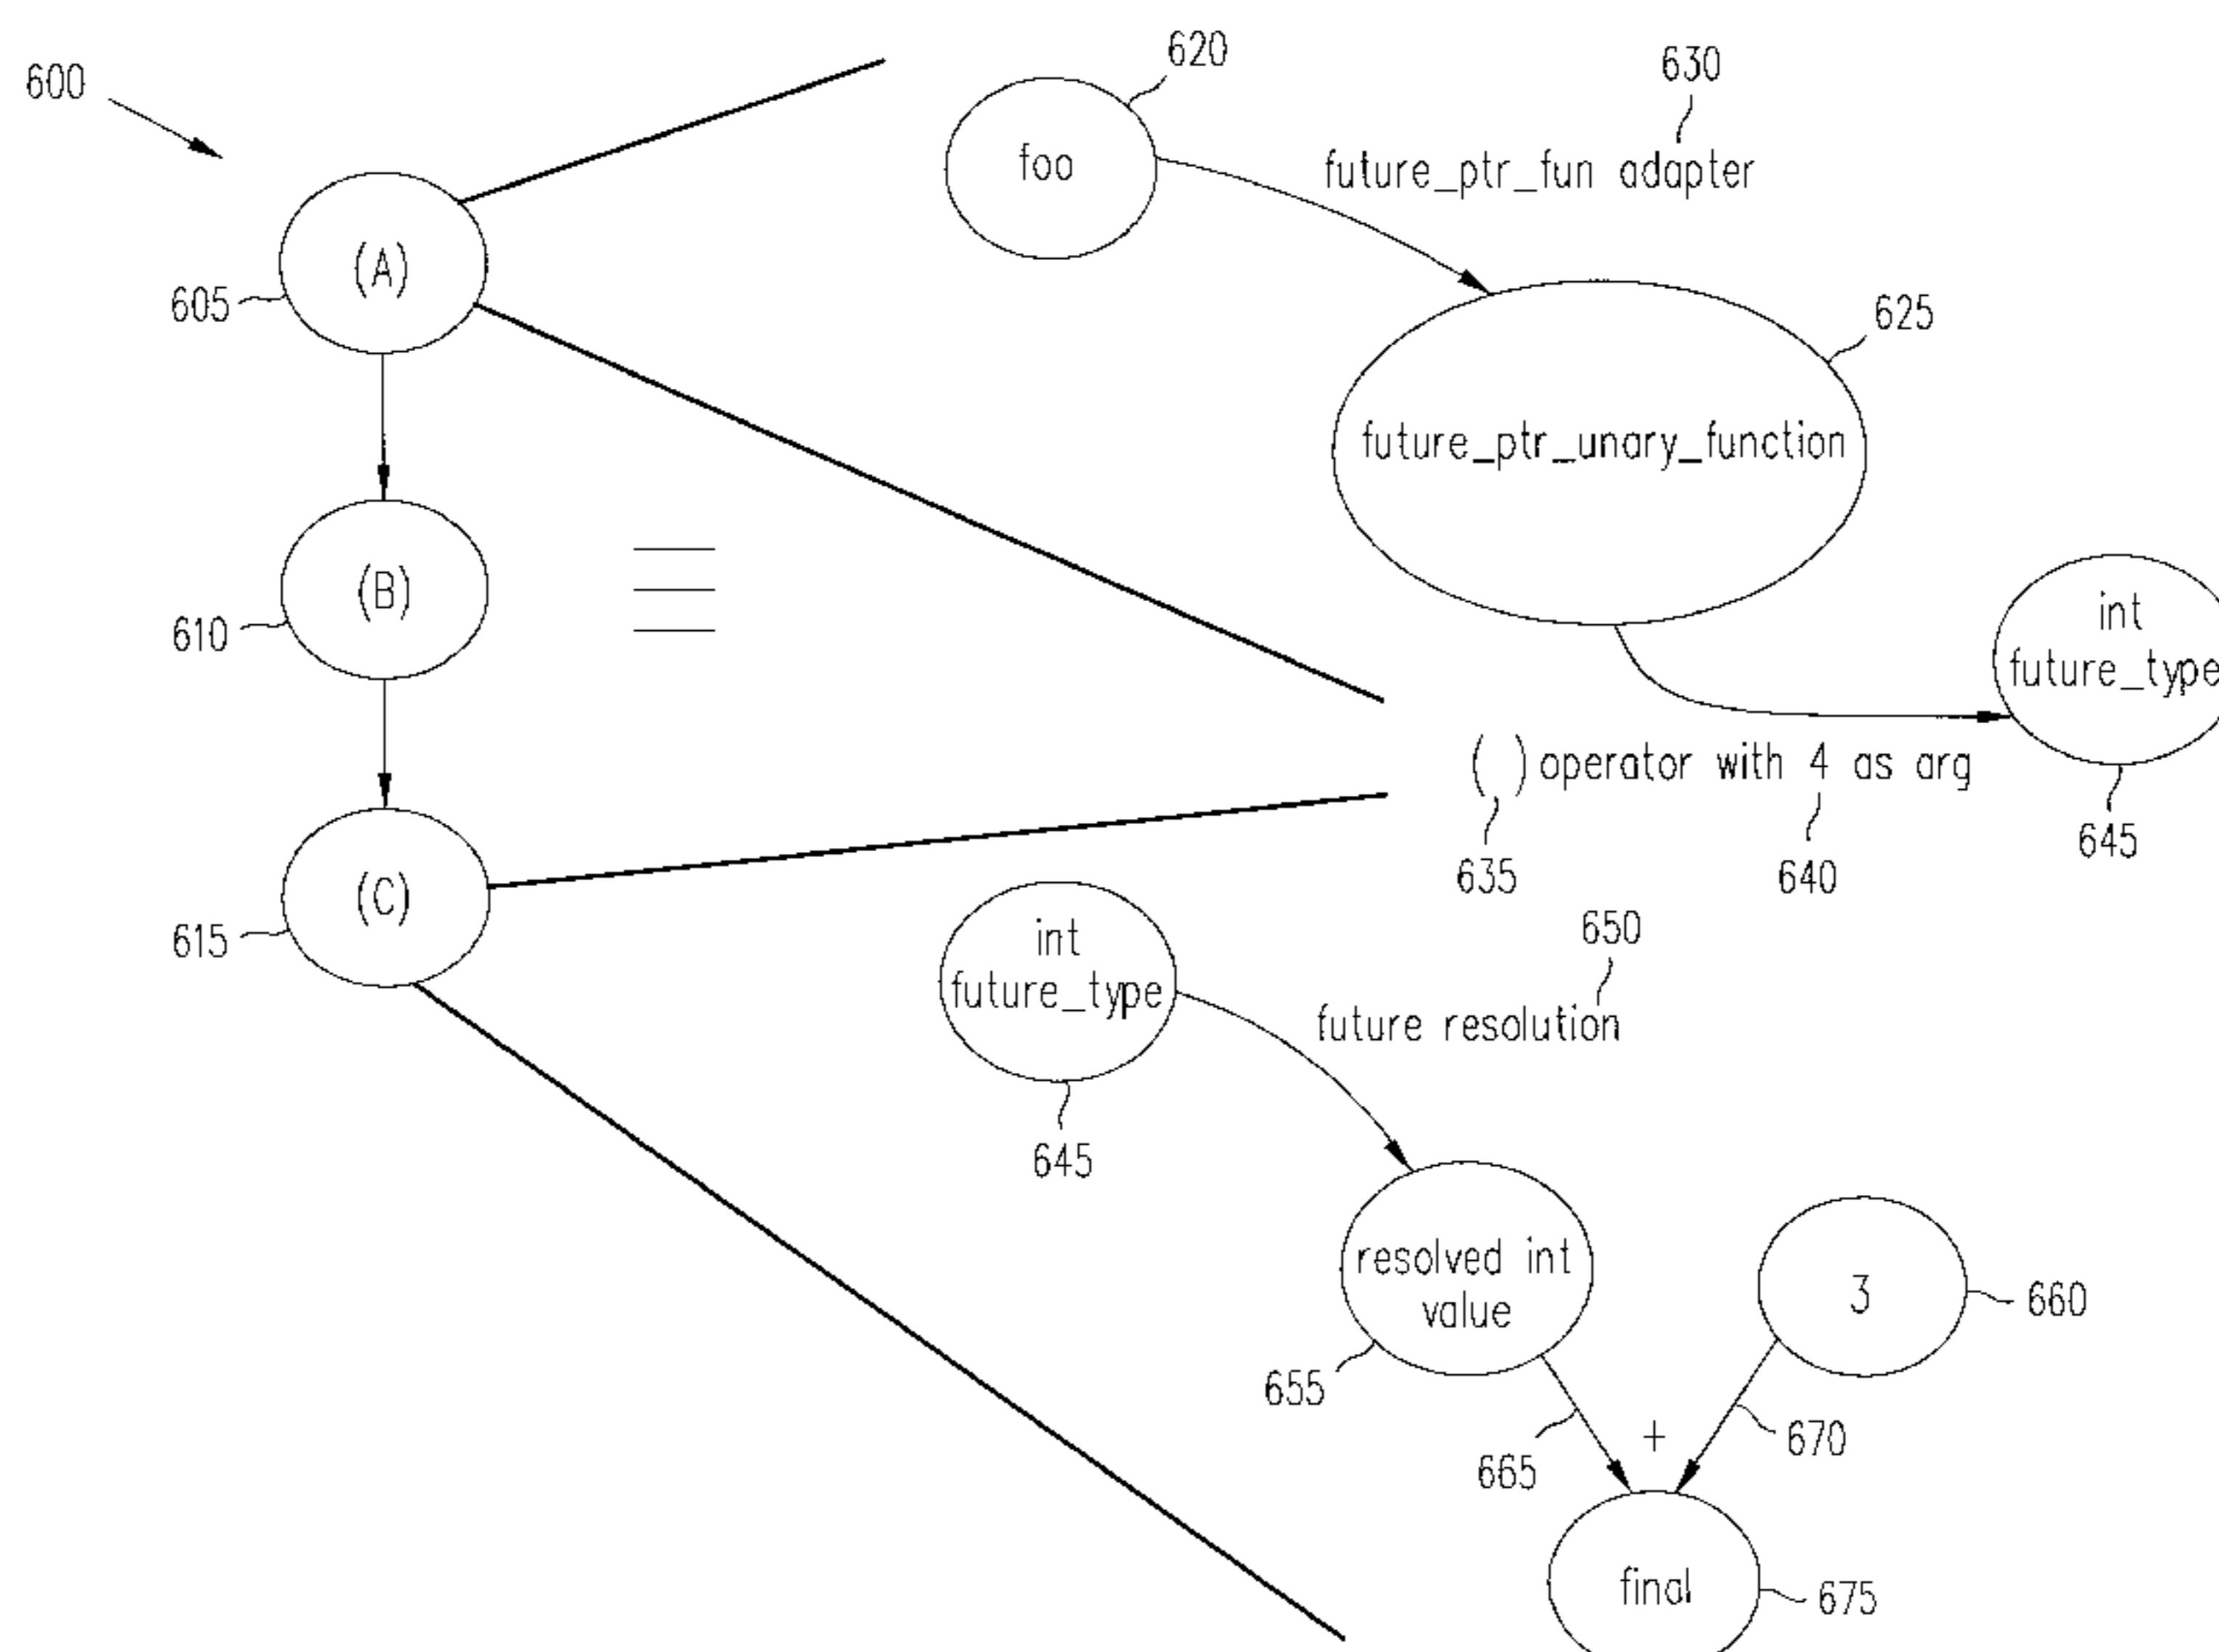 600
620
630
foo
future_ptr_fun adapter
(A)
605
625
future_ptr_unary_function
(B)
610
int
future_type
( ) operator with 4 as arg
635
640
645
(C)
615
int
future_type
650
future resolution
645
resolved int
value
655
3
660
665
+
670
final
675